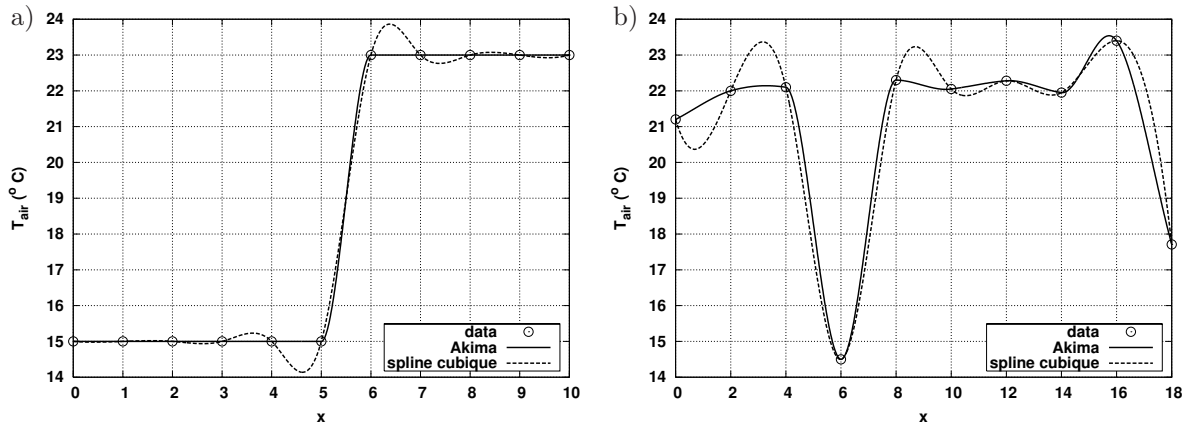 a)
24
23
22
21
20
19
18
17
16
15
14
T_air (° C)
0 1 2 3 4 5 6 7 8 9 10
x
data
Akima
spline cubique
b)
24
23
22
21
20
19
18
17
16
15
14
T_air (° C)
0 2 4 6 8 10 12 14 16 18
x
data
Akima
spline cubique